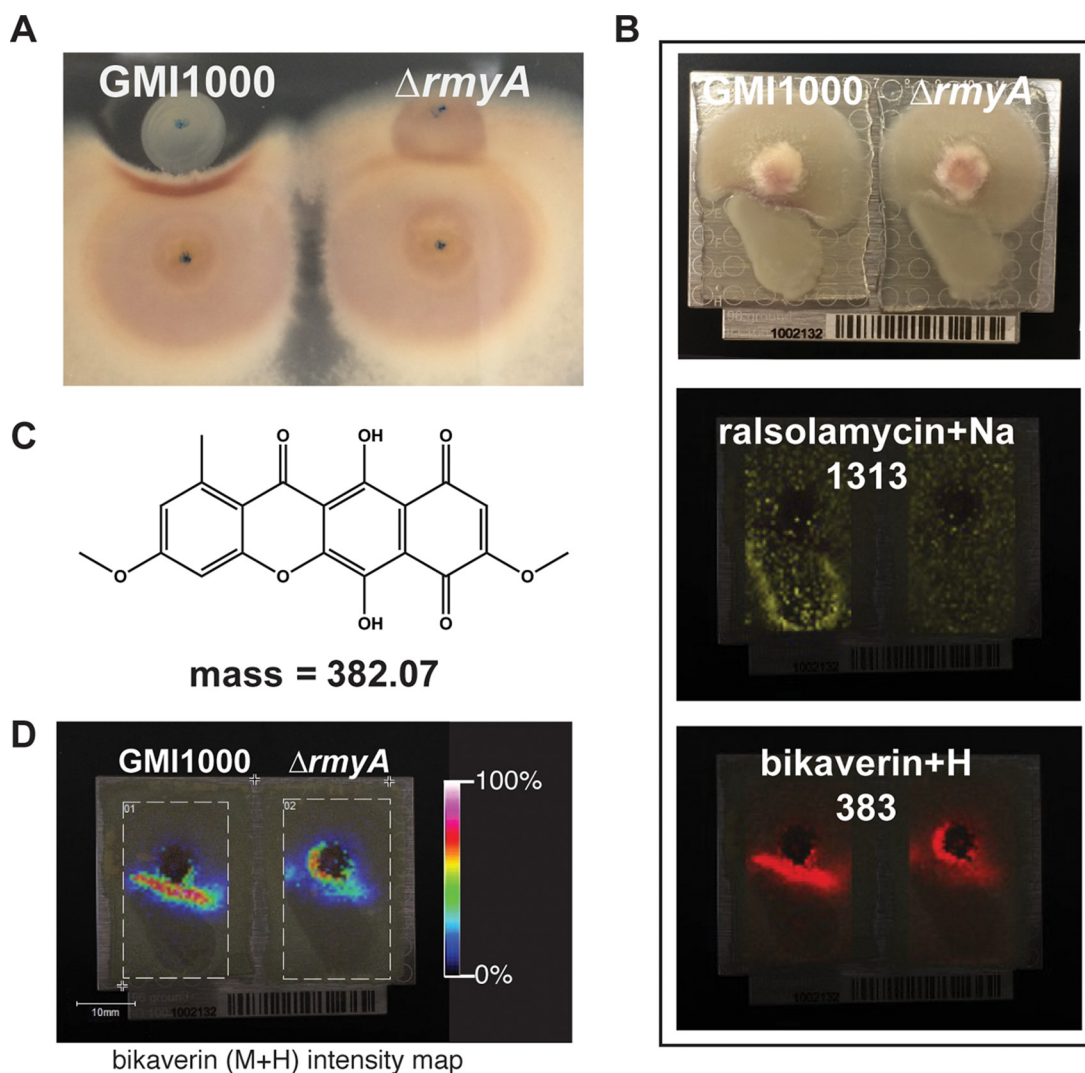 A
GMI1000 ΔrmyA
B
GMI1000 ΔrmyA
1002132
ralsolamycin+Na
1313
1002132
bikaverin+H
383
C
O OH O
O O O
OH O
mass = 382.07
D
GMI1000 ΔrmyA
01 02
100%
0%
10mm
1002132
bikaverin (M+H) intensity map